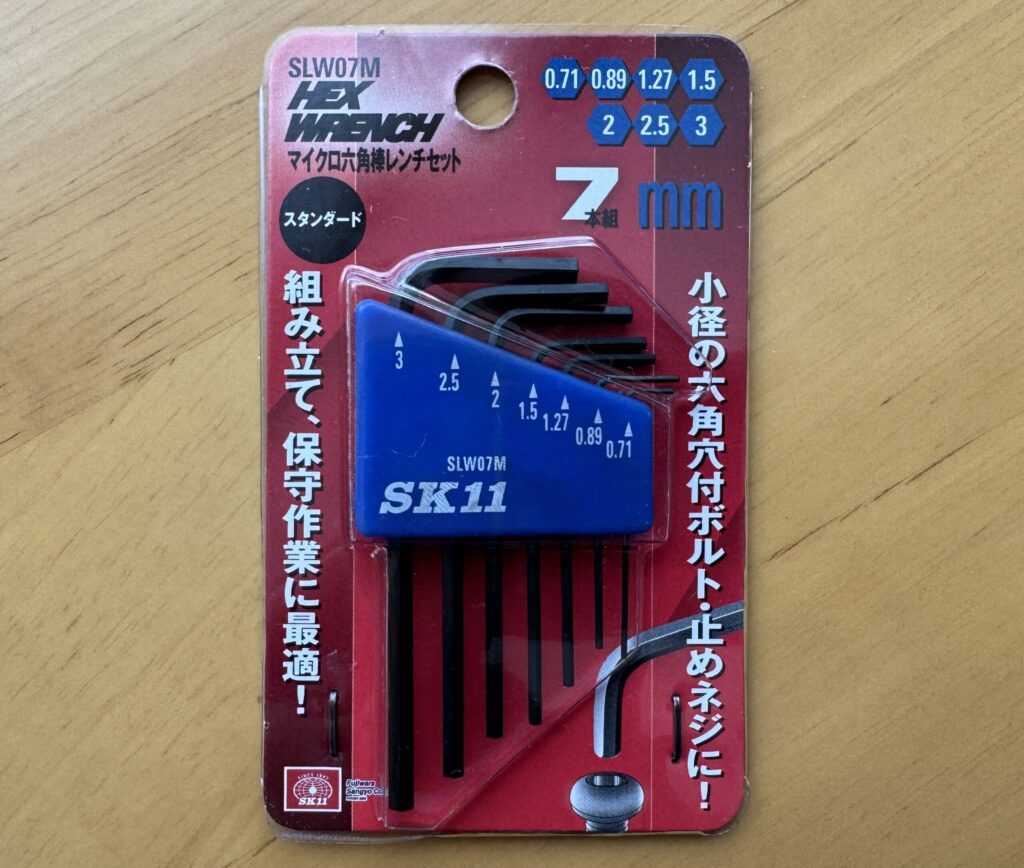 SLW07M
HEX
WRENCH
マイクロ六角棒レンチセット
スタンダード
0.71 0.89 1.27 1.5
2 2.5 3
7本組 mm
組み立て、保守作業に最適!
小径の六角穴付ボルト・止めネジに!
3
2.5
2
1.5
1.27
0.89
0.71
SLW07M
SK11
SINCE 1891
SK11
Fujiwara
Sangyo Co